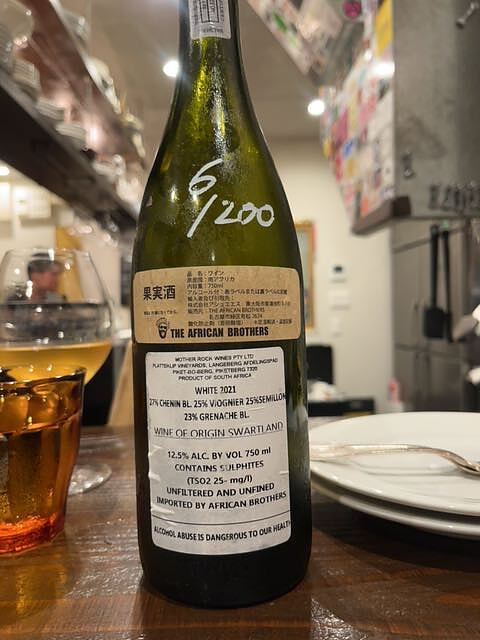 6
/200
果実酒
品名：ワイン
原産国：南アフリカ
内容量：750ml
THE AFRICAN BROTHERS
MOTHER ROCK WINES PTY LTD
PLATTEKLIP VINEYARDS, LANGEBERG AFDELINGSPAD
PIKET-BO-BERG, PIKETBERG 7320
PRODUCT OF SOUTH AFRICA
WHITE 2021
27% CHENIN BL. 25% VIOGNIER 25%SEMILLON
23% GRENACHE BL.
WINE OF ORIGIN SWARTLAND
12.5% ALC. BY VOL 750 ml
CONTAINS SULPHITES
(TSO2 25- mg/l)
UNFILTERED AND UNFINED
IMPORTED BY AFRICAN BROTHERS
ALCOHOL ABUSE IS DANGEROUS TO OUR HEALTH